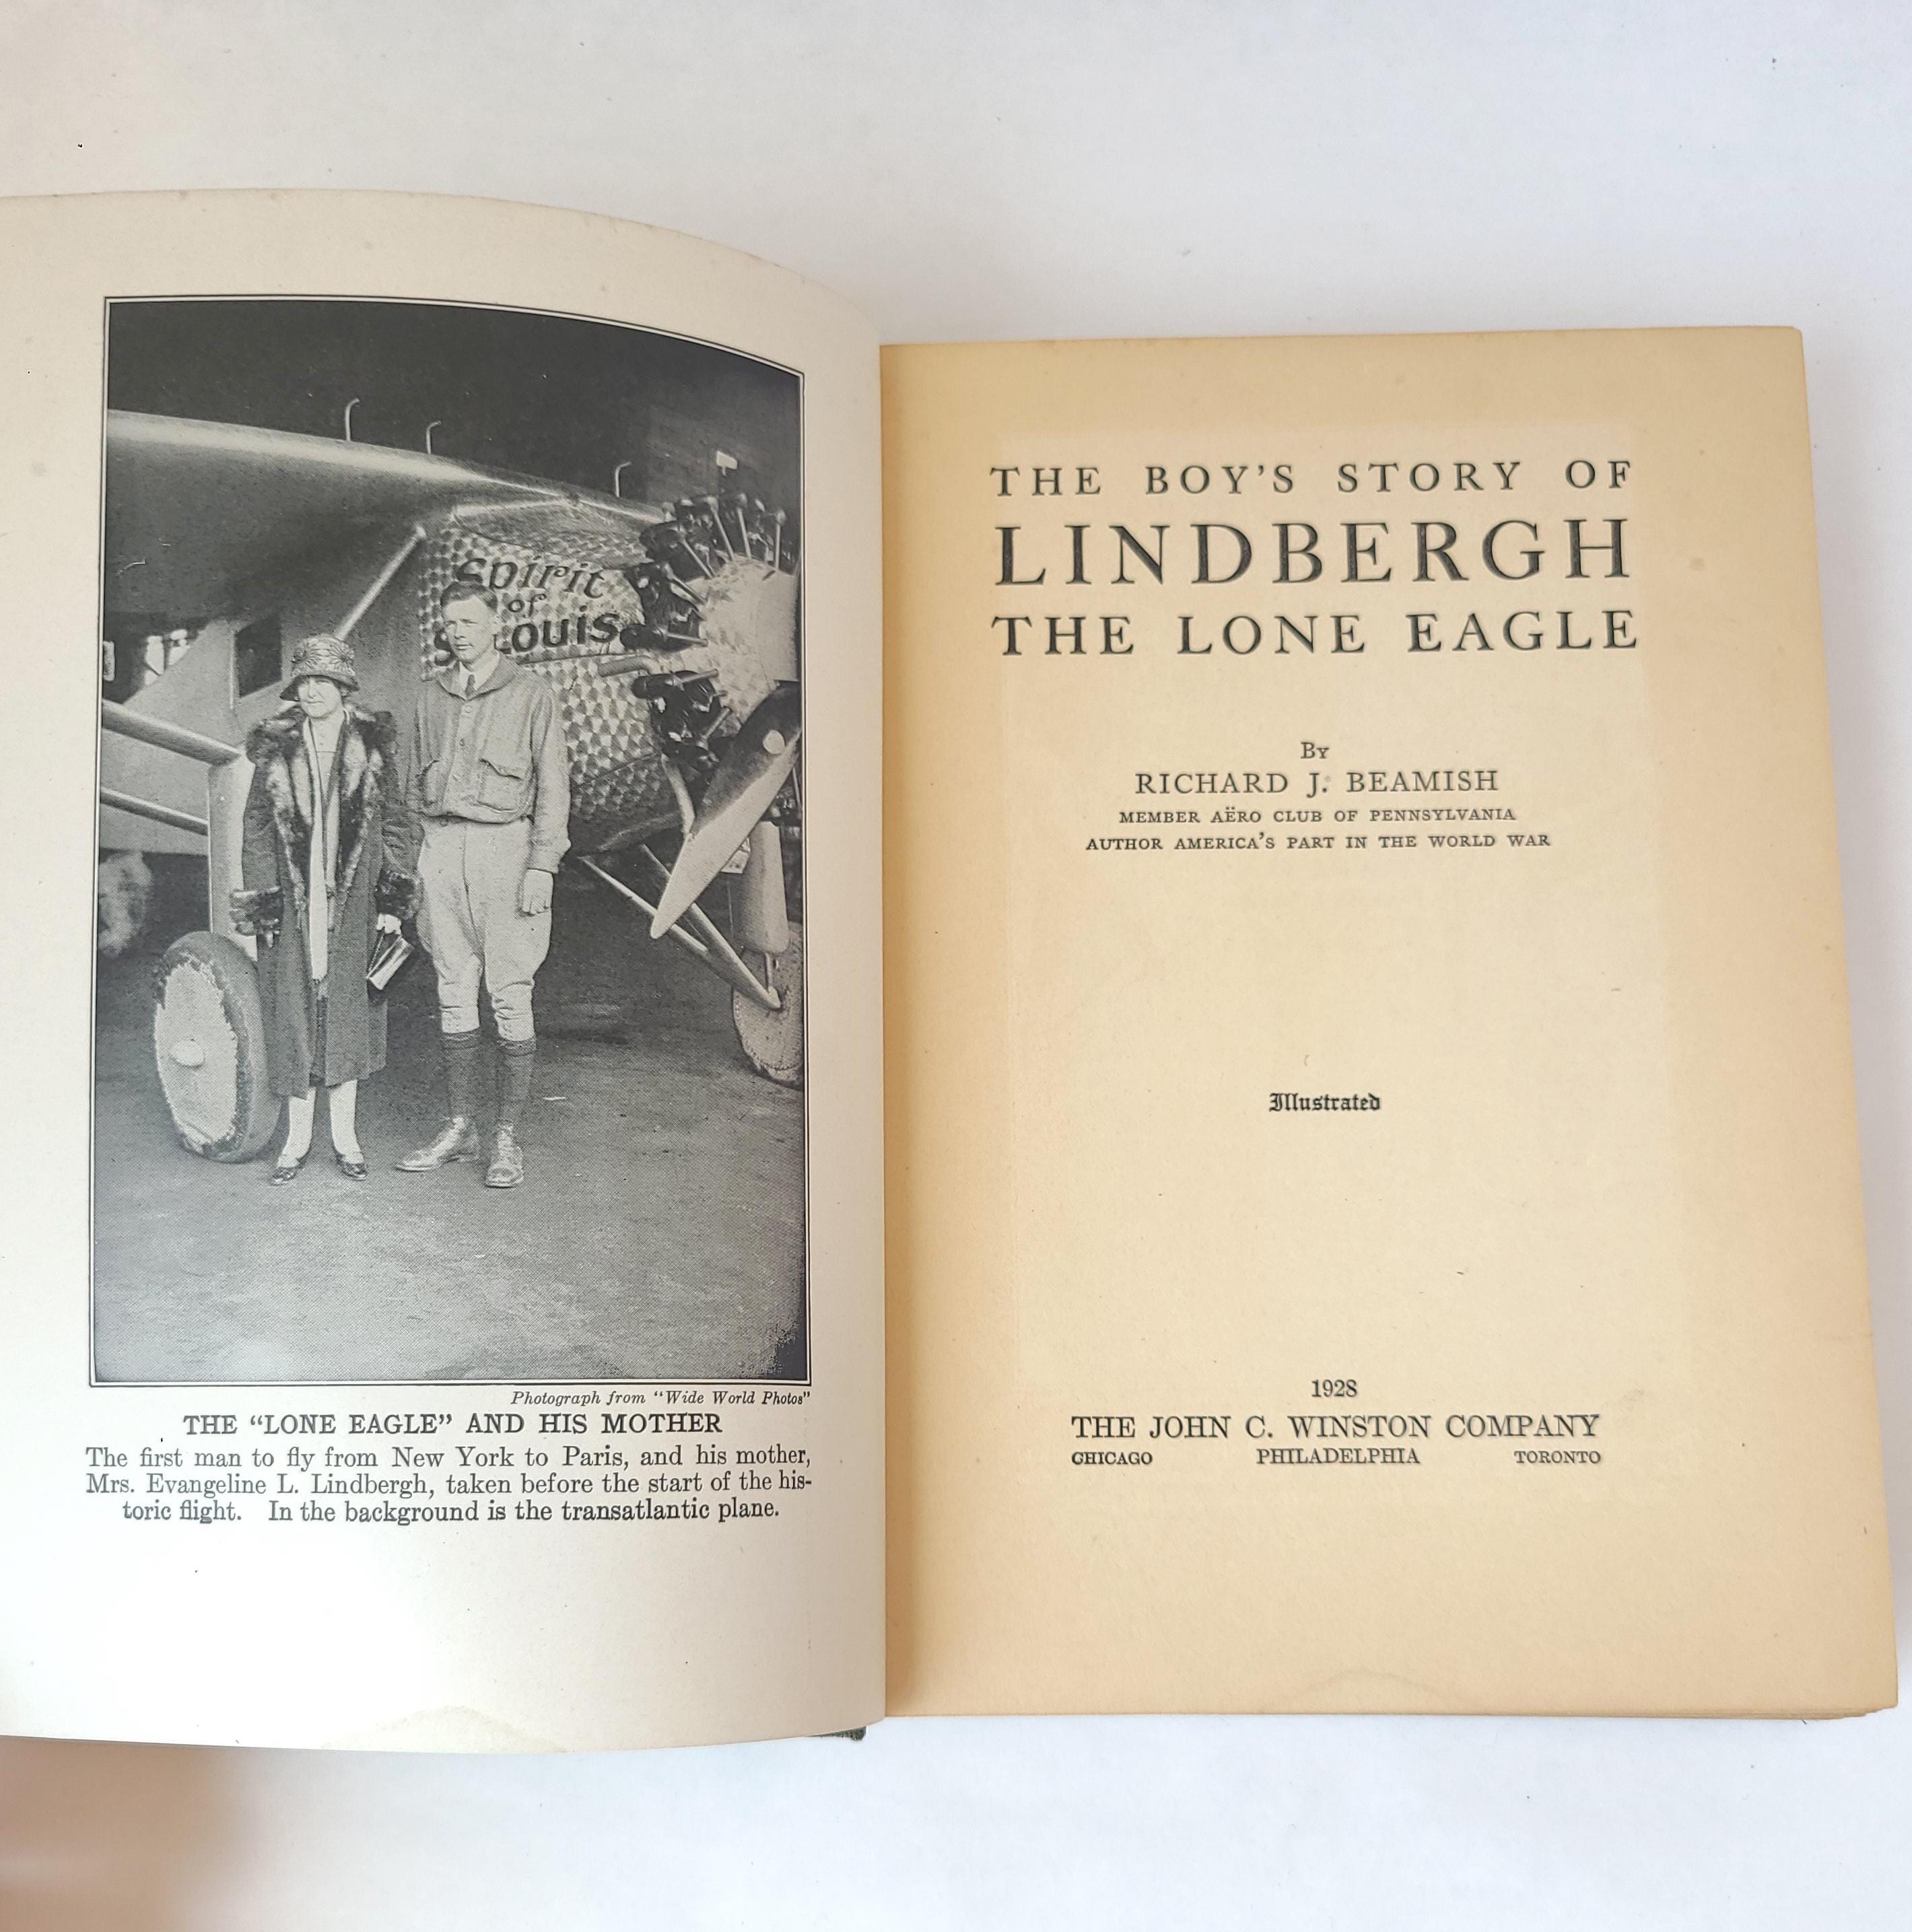 Spirit
of
St Louis
Photograph from "Wide World Photos"
THE "LONE EAGLE" AND HIS MOTHER
The first man to fly from New York to Paris, and his mother,
Mrs. Evangeline L. Lindbergh, taken before the start of the his-
toric flight. In the background is the transatlantic plane.
THE BOY'S STORY OF
LINDBERGH
THE LONE EAGLE
By
RICHARD J. BEAMISH
MEMBER AËRO CLUB OF PENNSYLVANIA
AUTHOR AMERICA'S PART IN THE WORLD WAR
Illustrated
1928
THE JOHN C. WINSTON COMPANY
CHICAGO PHILADELPHIA TORONTO